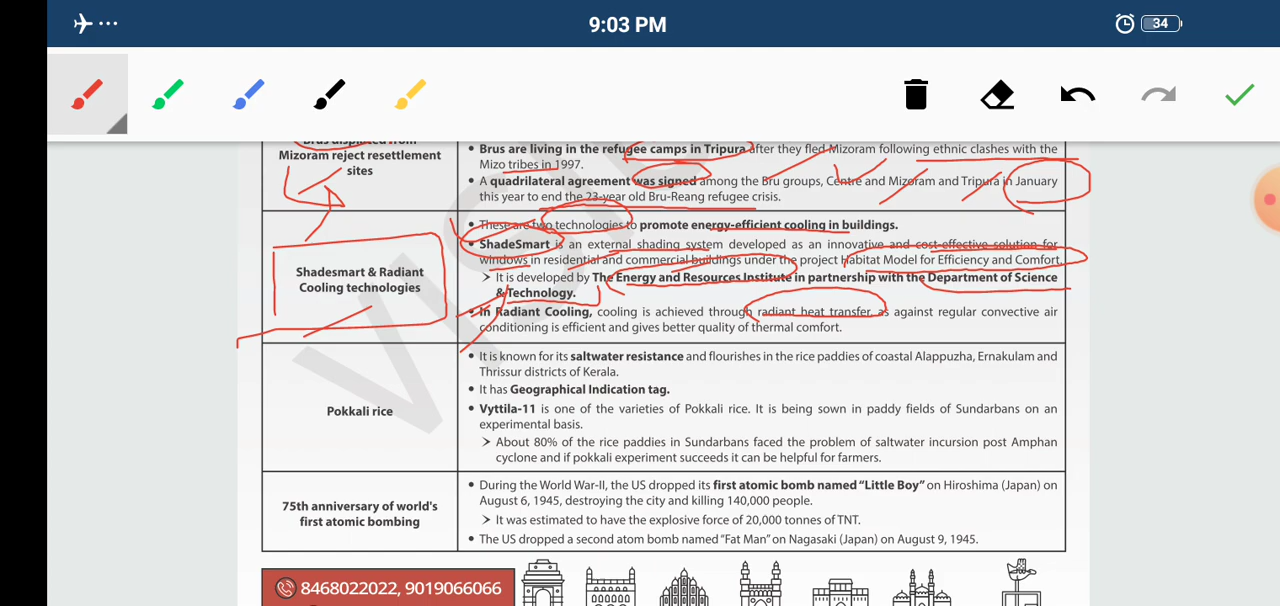 9:03 PM
34
Brus displaced from
Mizoram reject resettlement
sites
• Brus are living in the refugee camps in Tripura after they fled Mizoram following ethnic clashes with the
Mizo tribes in 1997.
• A quadrilateral agreement was signed among the Bru groups, Centre and Mizoram and Tripura in January
this year to end the 23-year old Bru-Reang refugee crisis.
Shadesmart & Radiant
Cooling technologies
• These are two technologies to promote energy-efficient cooling in buildings.
• ShadeSmart is an external shading system developed as an innovative and cost-effective solution for
windows in residential and commercial buildings under the project Habitat Model for Efficiency and Comfort.
➢ It is developed by The Energy and Resources Institute in partnership with the Department of Science
& Technology.
• In Radiant Cooling, cooling is achieved through radiant heat transfer, as against regular convective air
conditioning is efficient and gives better quality of thermal comfort.
Pokkali rice
• It is known for its saltwater resistance and flourishes in the rice paddies of coastal Alappuzha, Ernakulam and
Thrissur districts of Kerala.
• It has Geographical Indication tag.
• Vyttila-11 is one of the varieties of Pokkali rice. It is being sown in paddy fields of Sundarbans on an
experimental basis.
➢ About 80% of the rice paddies in Sundarbans faced the problem of saltwater incursion post Amphan
cyclone and if pokkali experiment succeeds it can be helpful for farmers.
75th anniversary of world's
first atomic bombing
• During the World War-II, the US dropped its first atomic bomb named “Little Boy” on Hiroshima (Japan) on
August 6, 1945, destroying the city and killing 140,000 people.
➢ It was estimated to have the explosive force of 20,000 tonnes of TNT.
• The US dropped a second atom bomb named “Fat Man” on Nagasaki (Japan) on August 9, 1945.
8468022022, 9019066066